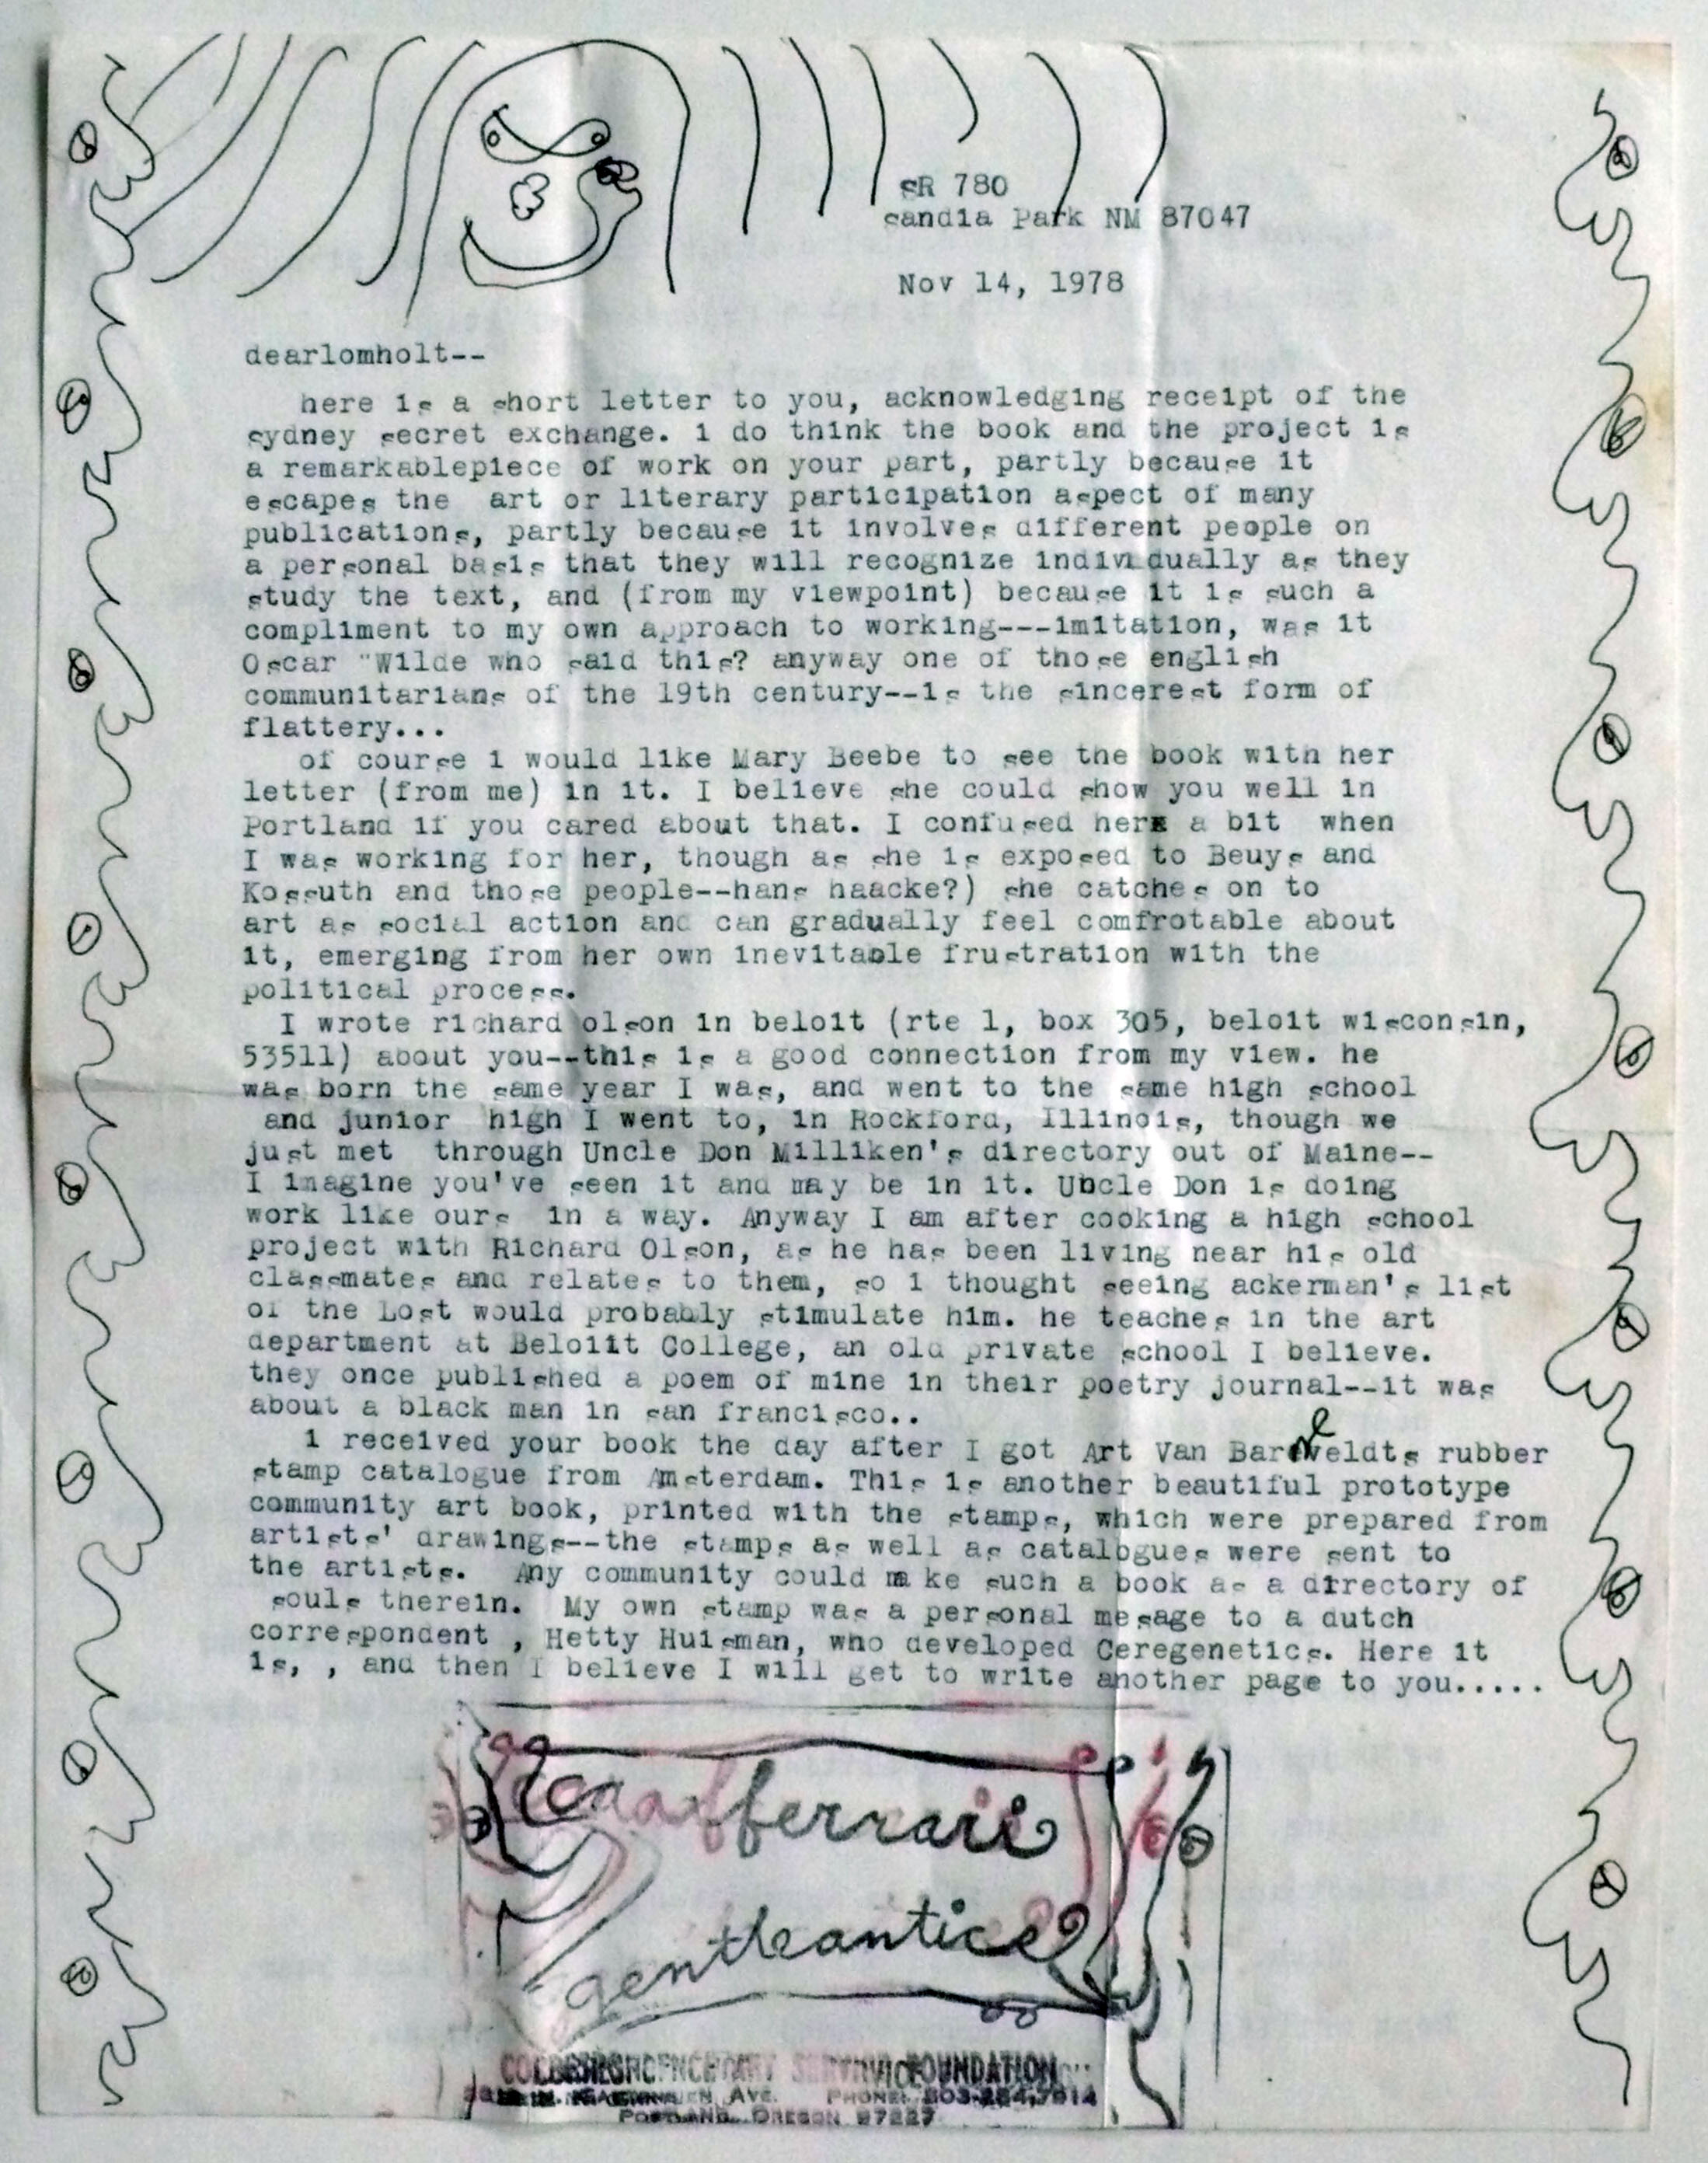 SR 780
sandia Park NM 87047
Nov 14, 1978
dearlomholt--
here is a short letter to you, acknowledging receipt of the
sydney secret exchange. i do think the book and the project is
a remarkablepiece of work on your part, partly because it
escapes the art or literary participation aspect of many
publications, partly because it involves different people on
a personal basis that they will recognize individually as they
study the text, and (from my viewpoint) because it is such a
compliment to my own approach to working---imitation, was it
Oscar "Wilde who said this? anyway one of those english
communitarians of the 19th century--is the sincerest form of
flattery...
of course i would like Mary Beebe to see the book with her
letter (from me) in it. I believe she could show you well in
Portland if you cared about that. I confused herx a bit when
I was working for her, though as she is exposed to Beuys and
Kossuth and those people--hans haacke?) she catches on to
art as social action and can gradually feel comfrotable about
it, emerging from her own inevitable frustration with the
political process.
I wrote richard olson in beloit (rte 1, box 305, beloit wisconsin,
53511) about you--this is a good connection from my view. he
was born the same year I was, and went to the same high school
and junior high I went to, in Rockford, Illinois, though we
just met through Uncle Don Milliken's directory out of Maine--
I imagine you've seen it and may be in it. Ubcle Don is doing
work like ours in a way. Anyway I am after cooking a high school
project with Richard Olson, as he has been living near his old
classmates and relates to them, so i thought seeing ackerman's list
of the Lost would probably stimulate him. he teaches in the art
department at Beloiit College, an old private school I believe.
they once published a poem of mine in their poetry journal--it was
about a black man in san francisco..
i received your book the day after I got Art Van Barneveldts rubber
stamp catalogue from Amsterdam. This is another beautiful prototype
community art book, printed with the stamps, which were prepared from
artists' drawings--the stamps as well as catalogues were sent to
the artists. Any community could make such a book as a directory of
souls therein. My own stamp was a personal mesage to a dutch
correspondent , Hetty Huisman, who developed Ceregenetics. Here it
is, , and then I believe I will get to write another page to you.....
ferrari
gentleantice
FOUNDATION
AVE. PHONE: 503-284,7914
PORTLAND, OREGON 97227